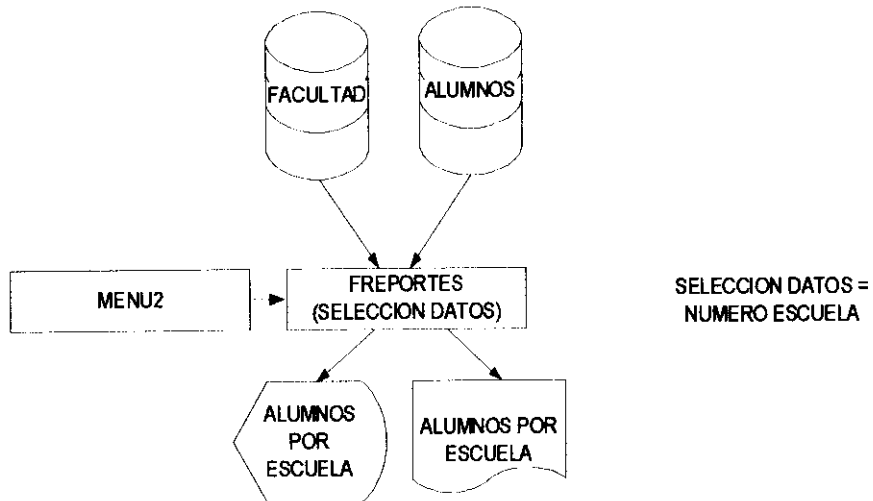 FACULTAD
ALUMNOS
MENU2
FREPORTES
(SELECCION DATOS)
SELECCION DATOS =
NUMERO ESCUELA
ALUMNOS
POR
ESCUELA
ALUMNOS POR
ESCUELA